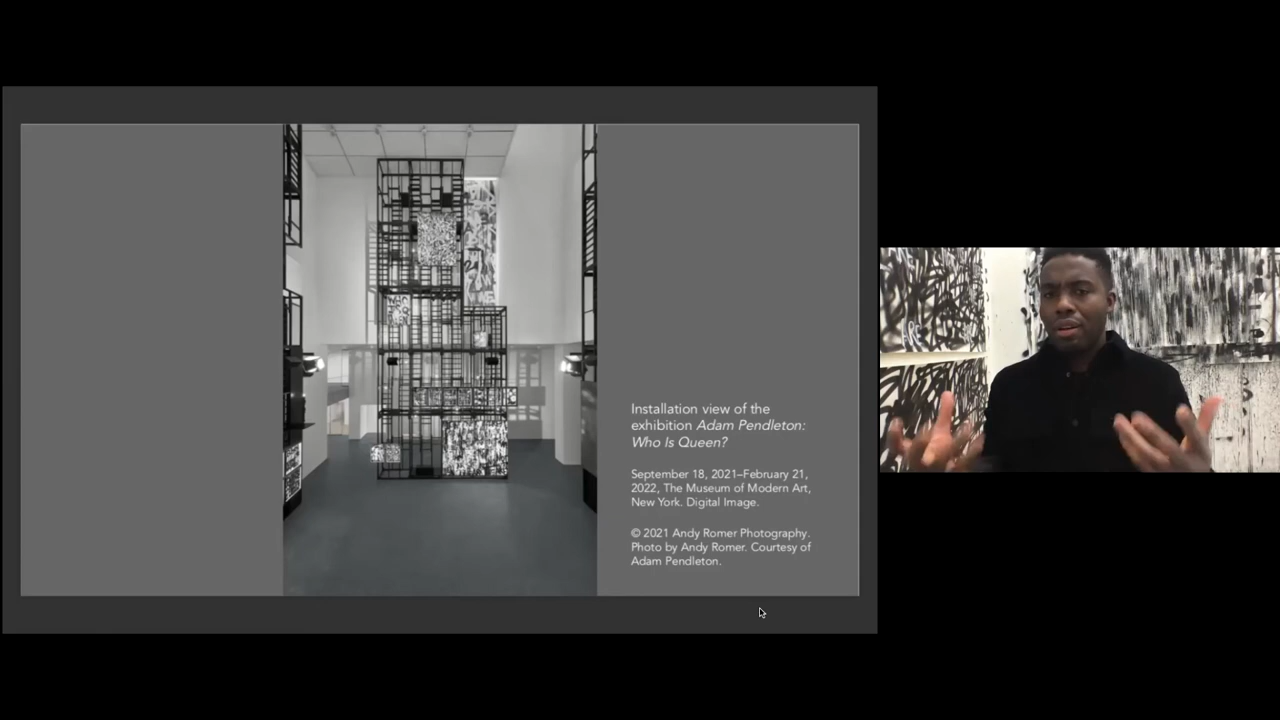 Installation view of the
exhibition Adam Pendleton:
Who Is Queen?
September 18, 2021–February 21,
2022, The Museum of Modern Art,
New York. Digital Image.
© 2021 Andy Romer Photography.
Photo by Andy Romer. Courtesy of
Adam Pendleton.
ARE